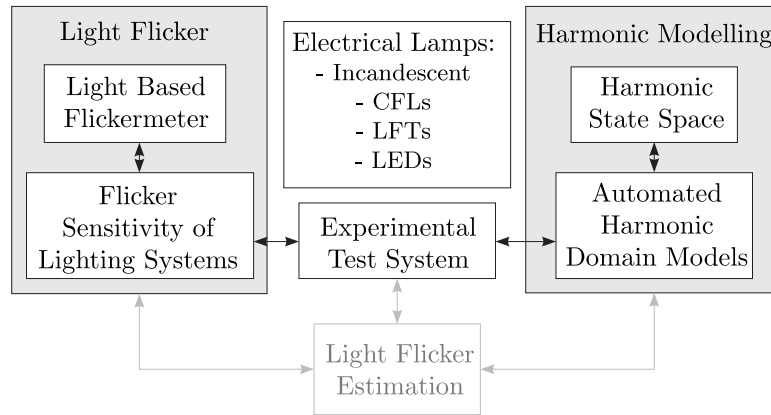 Light Flicker
Light Based
Flickermeter
Flicker
Sensitivity of
Lighting Systems
Electrical Lamps:
- Incandescent
- CFLs
- LFTs
- LEDs
Experimental
Test System
Harmonic Modelling
Harmonic
State Space
Automated
Harmonic
Domain Models
Light Flicker
Estimation